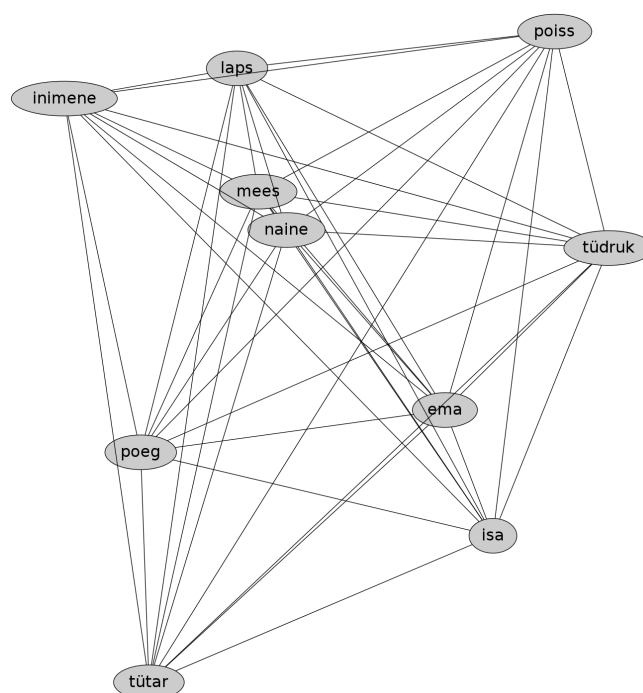 poiss
laps
inimene
mees
naine
tüdruk
ema
poeg
isa
tütar